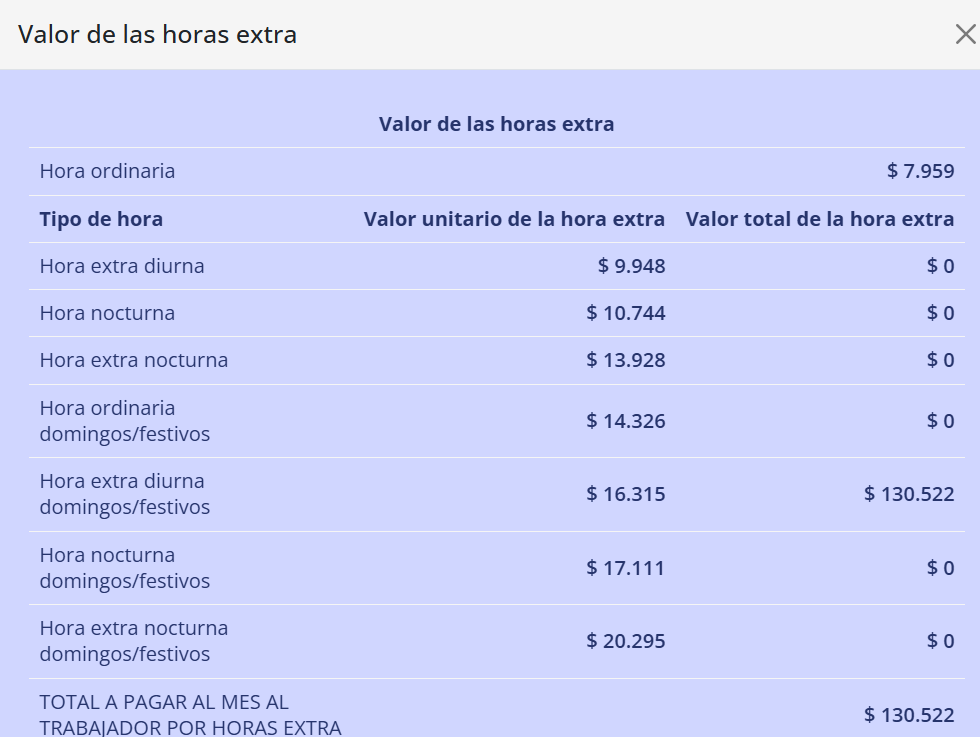 Valor de las horas extra
Valor de las horas extra
Hora ordinaria $ 7.959
Tipo de hora Valor unitario de la hora extra Valor total de la hora extra
Hora extra diurna $ 9.948 $ 0
Hora nocturna $ 10.744 $ 0
Hora extra nocturna $ 13.928 $ 0
Hora ordinaria
domingos/festivos $ 14.326 $ 0
Hora extra diurna
domingos/festivos $ 16.315 $ 130.522
Hora nocturna
domingos/festivos $ 17.111 $ 0
Hora extra nocturna
domingos/festivos $ 20.295 $ 0
TOTAL A PAGAR AL MES AL
TRABAJADOR POR HORAS EXTRA $ 130.522